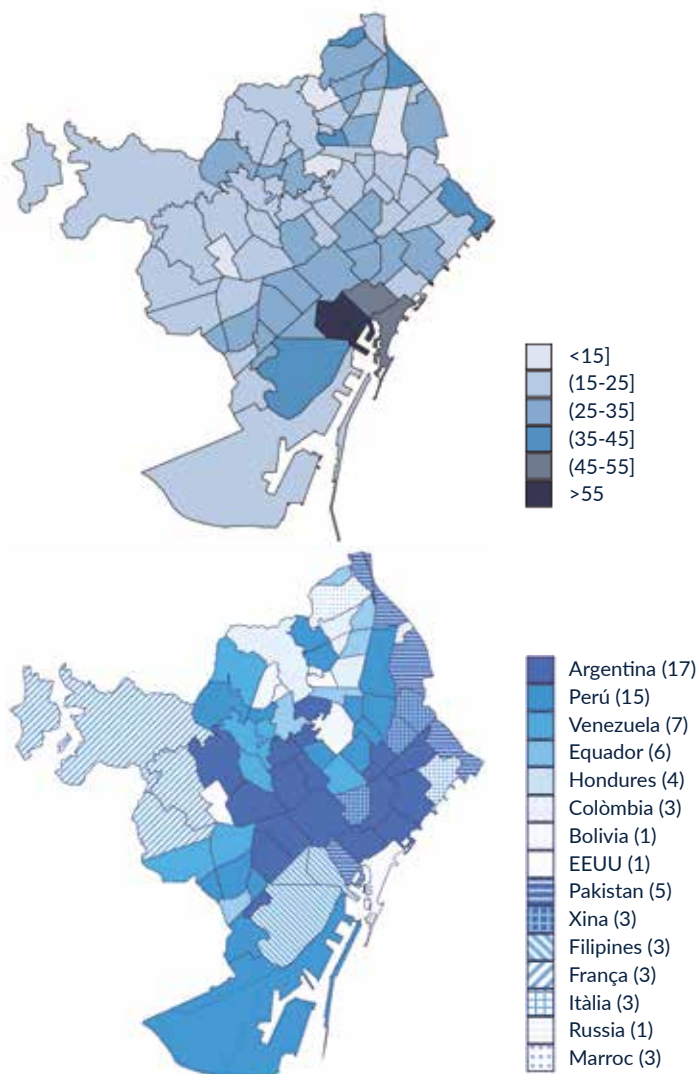 <15]
(15-25]
(25-35]
(35-45]
(45-55]
>55
Argentina (17)
Perú (15)
Venezuela (7)
Equador (6)
Hondures (4)
Colòmbia (3)
Bolivia (1)
EEUU (1)
Pakistan (5)
Xina (3)
Filipines (3)
França (3)
Itàlia (3)
Russia (1)
Marroc (3)